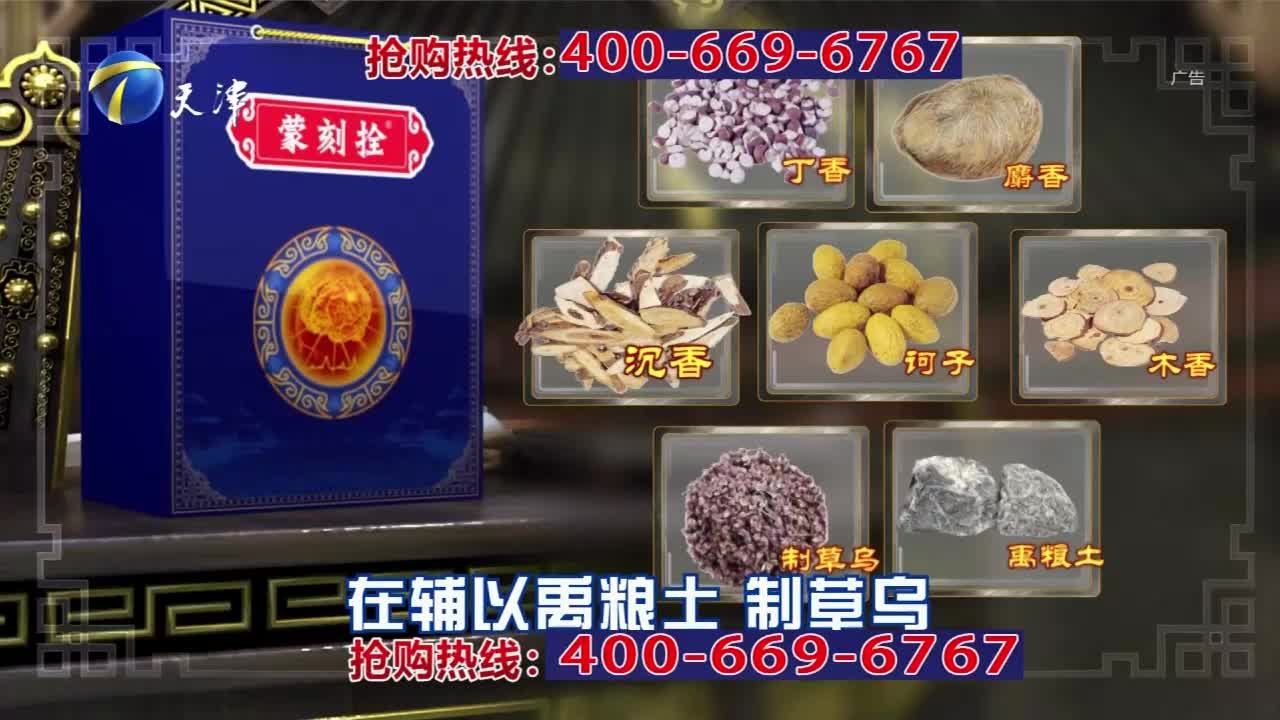 抢购热线:400-669-6767
天津
广告
蒙刻拴®
丁香
麝香
沉香
诃子
木香
制草乌
禹粮土
在辅以禹粮土 制草乌
抢购热线:400-669-6767